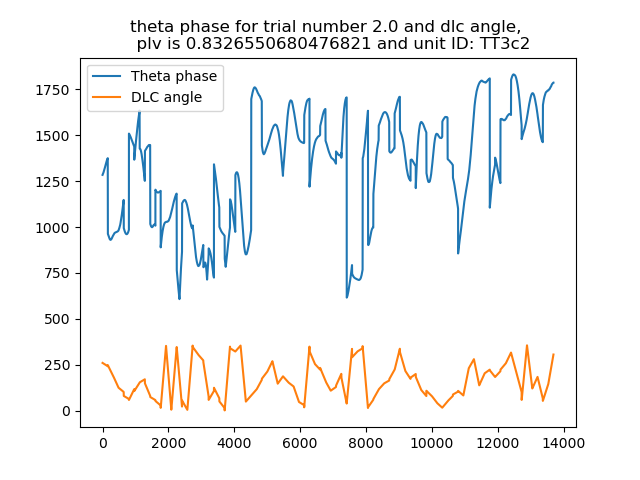 theta phase for trial number 2.0 and dlc angle,
plv is 0.8326550680476821 and unit ID: TT3c2
Theta phase
DLC angle
1750
1500
1250
1000
750
500
250
0
0 2000 4000 6000 8000 10000 12000 14000